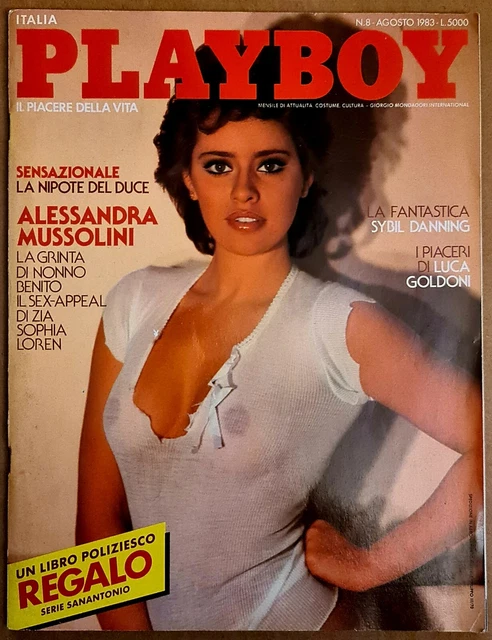 ITALIA
N.8 - AGOSTO 1983 - L.5000
PLAYBOY
IL PIACERE DELLA VITA
MENSILE DI ATTUALITÀ, COSTUME, CULTURA - GIORGIO MONDADORI INTERNATIONAL
SENSAZIONALE
LA NIPOTE DEL DUCE
ALESSANDRA
MUSSOLINI
LA GRINTA
DI NONNO
BENITO
IL SEX-APPEAL
DI ZIA
SOPHIA
LOREN
LA FANTASTICA
SYBIL DANNING
I PIACERI
DI LUCA
GOLDONI
UN LIBRO POLIZIESCO
REGALO
SERIE SANANTONIO